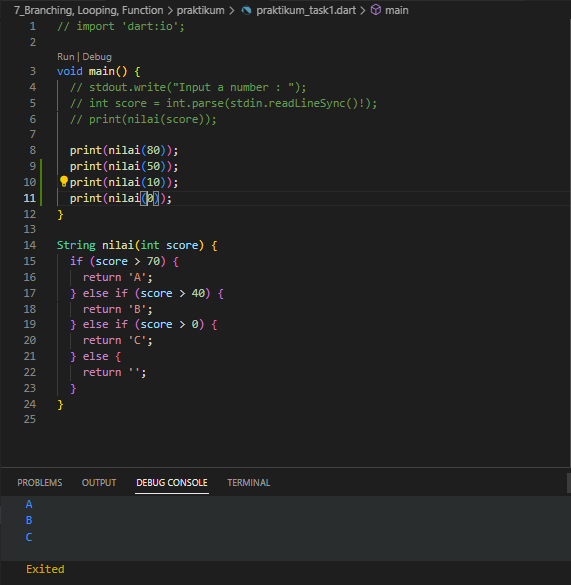 7_Branching, Looping, Function > praktikum > praktikum_task1.dart > main
1 // import 'dart:io';
2
Run | Debug
3 void main() {
4 // stdout.write("Input a number : ");
5 // int score = int.parse(stdin.readLineSync()!);
6 // print(nilai(score));
7
8 print(nilai(80));
9 print(nilai(50));
10 print(nilai(10));
11 print(nilai(0));
12 }
13
14 String nilai(int score) {
15 if (score > 70) {
16 return 'A';
17 } else if (score > 40) {
18 return 'B';
19 } else if (score > 0) {
20 return 'C';
21 } else {
22 return '';
23 }
24 }
25
PROBLEMS OUTPUT DEBUG CONSOLE TERMINAL
A
B
C
Exited